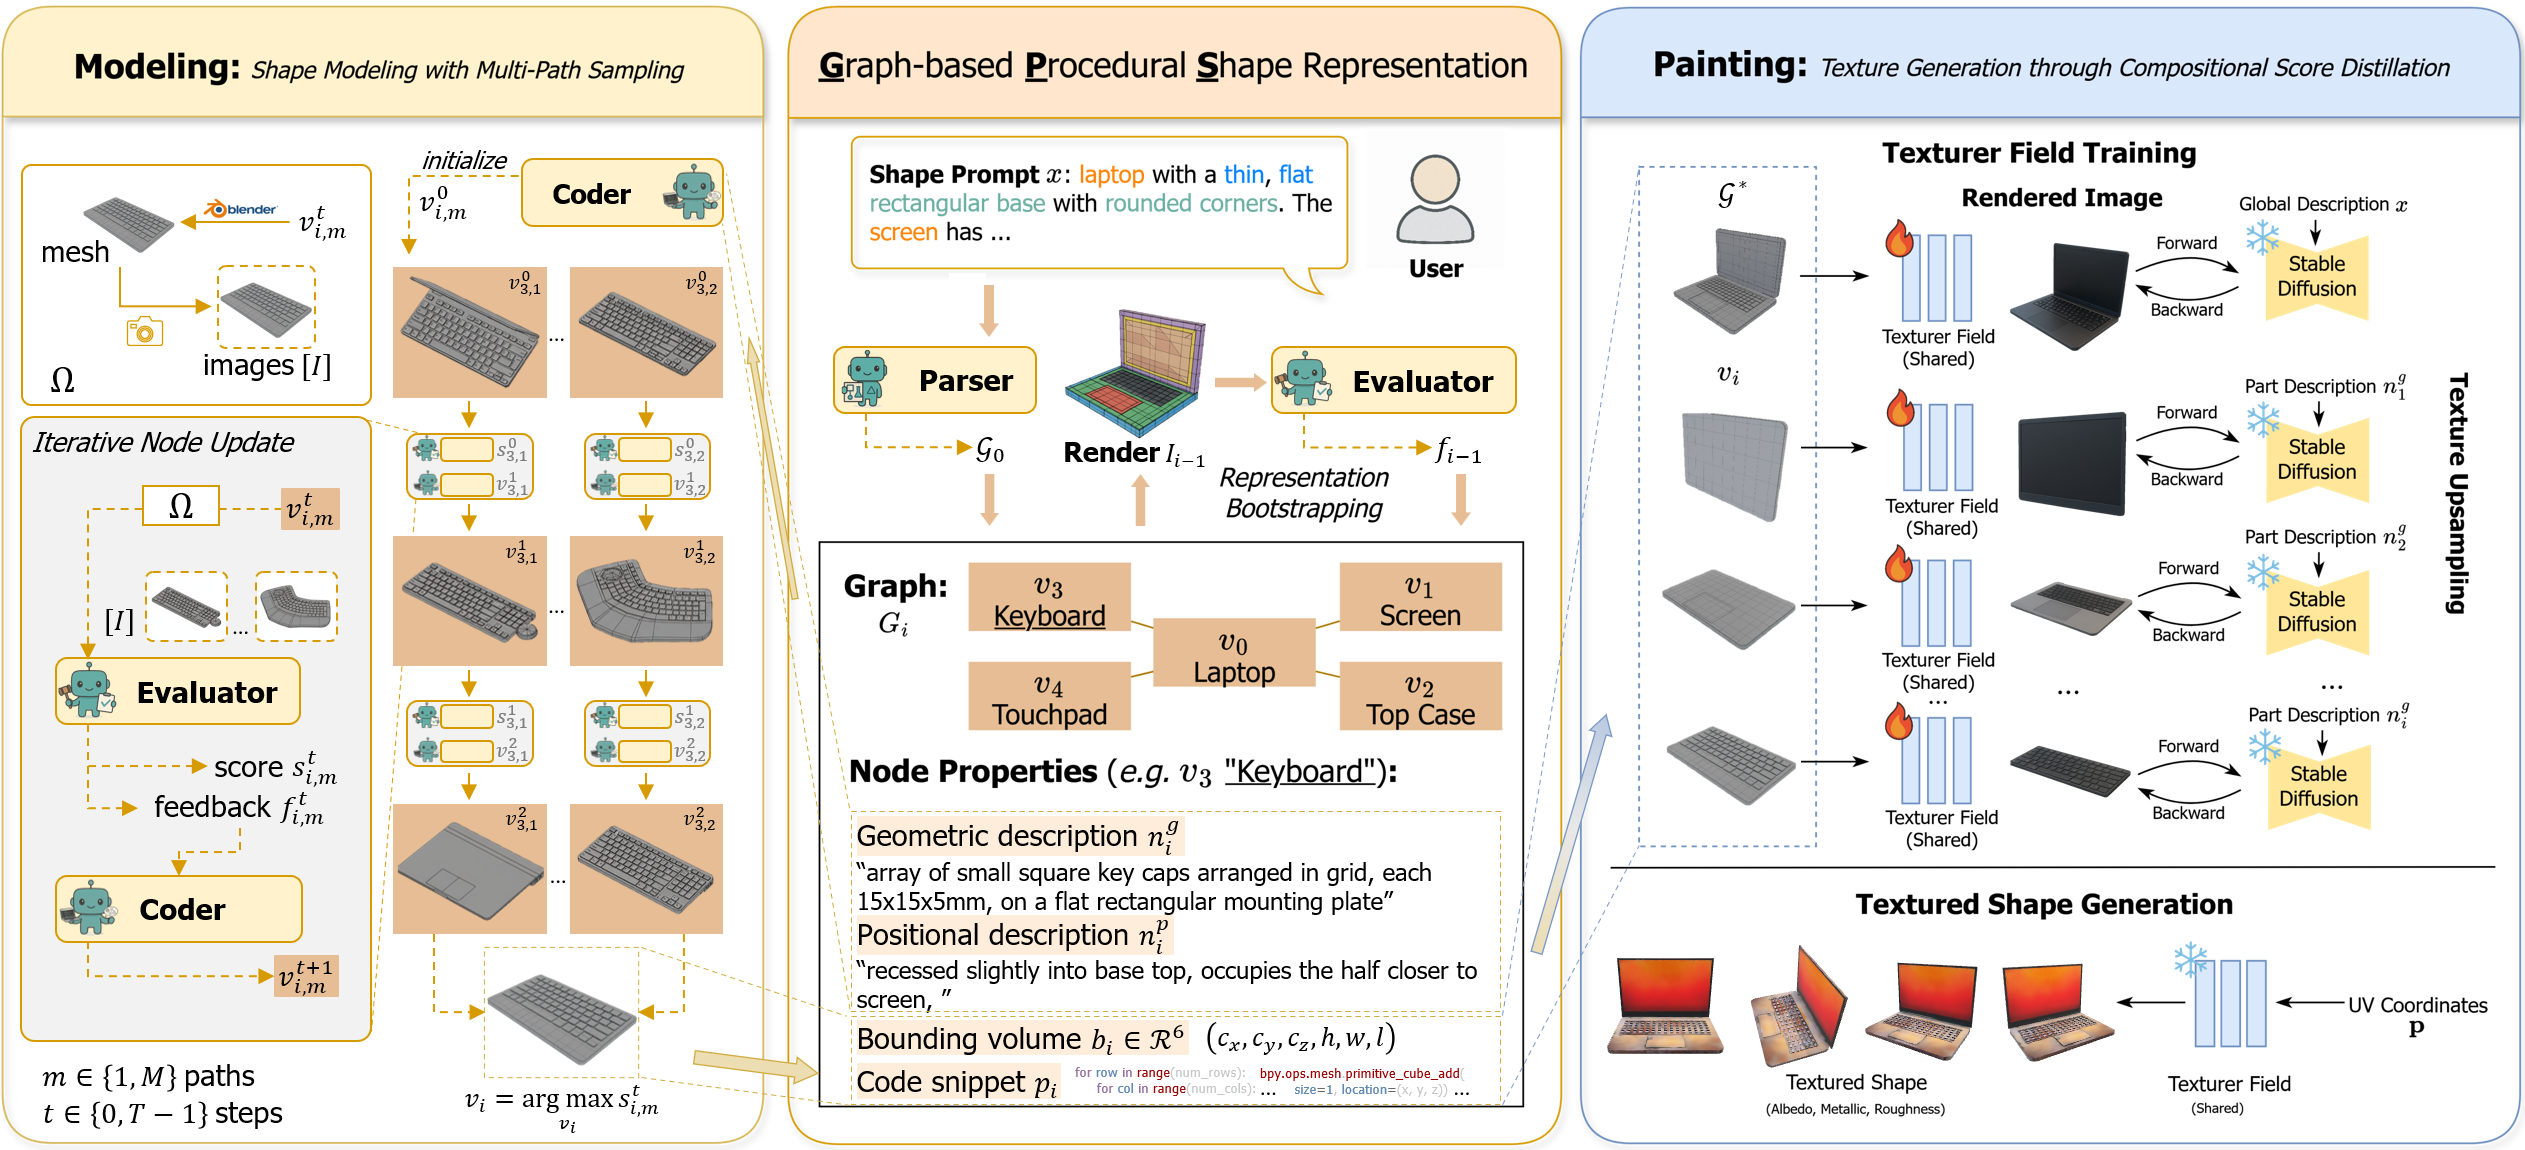 Modeling: Shape Modeling with Multi-Path Sampling
mesh
blender
$v_{i,m}^{t}$
images $[I]$
Ω
initialize
$v_{i,m}^{0}$
Coder
Iterative Node Update
Ω
$v_{i,m}^{t}$
$[I]$
...
Evaluator
score $s_{i,m}^{t}$
feedback $f_{i,m}^{t}$
Coder
$v_{i,m}^{t+1}$
$m \in \{1, M\}$ paths
$t \in \{0, T-1\}$ steps
$v_{3,1}^{0}$ ... $v_{3,2}^{0}$
$s_{3,1}^{0}$ $s_{3,2}^{0}$
$v_{3,1}^{1}$ $v_{3,2}^{1}$
$v_{3,1}^{1}$ ... $v_{3,2}^{1}$
$s_{3,1}^{1}$ $s_{3,2}^{1}$
$v_{3,1}^{2}$ $v_{3,2}^{2}$
$v_{3,1}^{2}$ ... $v_{3,2}^{2}$
$v_i = \arg\max_{v_i} s_{i,m}^{t}$
Graph-based Procedural Shape Representation
Shape Prompt $x$: laptop with a thin, flat
rectangular base with rounded corners. The
screen has ...
User
Parser
Evaluator
$\mathcal{G}_0$
Render $I_{i-1}$
$f_{i-1}$
Representation
Bootstrapping
Graph:
$G_i$
$v_3$
Keyboard
$v_1$
Screen
$v_0$
Laptop
$v_4$
Touchpad
$v_2$
Top Case
Node Properties (e.g. $v_3$ "Keyboard"):
Geometric description $n_i^g$
“array of small square key caps arranged in grid, each
15x15x5mm, on a flat rectangular mounting plate”
Positional description $n_i^p$
“recessed slightly into base top, occupies the half closer to
screen, ”
Bounding volume $b_i \in \mathcal{R}^6$ $(c_x, c_y, c_z, h, w, l)$
Code snippet $p_i$
for row in range(num_rows):
for col in range(num_cols): ...
bpy.ops.mesh.primitive_cube_add(
size=1, location=(x, y, z)) ...
Painting: Texture Generation through Compositional Score Distillation
Texturer Field Training
$\mathcal{G}^*$
Rendered Image
Global Description $x$
Forward
Stable
Diffusion
Backward
Texturer Field
(Shared)
$v_i$
Part Description $n_1^g$
Forward
Stable
Diffusion
Backward
Texturer Field
(Shared)
Part Description $n_2^g$
Forward
Stable
Diffusion
Backward
Texturer Field
(Shared)
...
...
...
Part Description $n_i^g$
Forward
Stable
Diffusion
Backward
Texturer Field
(Shared)
Texture Upsampling
Textured Shape Generation
UV Coordinates
p
Textured Shape
(Albedo, Metallic, Roughness)
Texturer Field
(Shared)